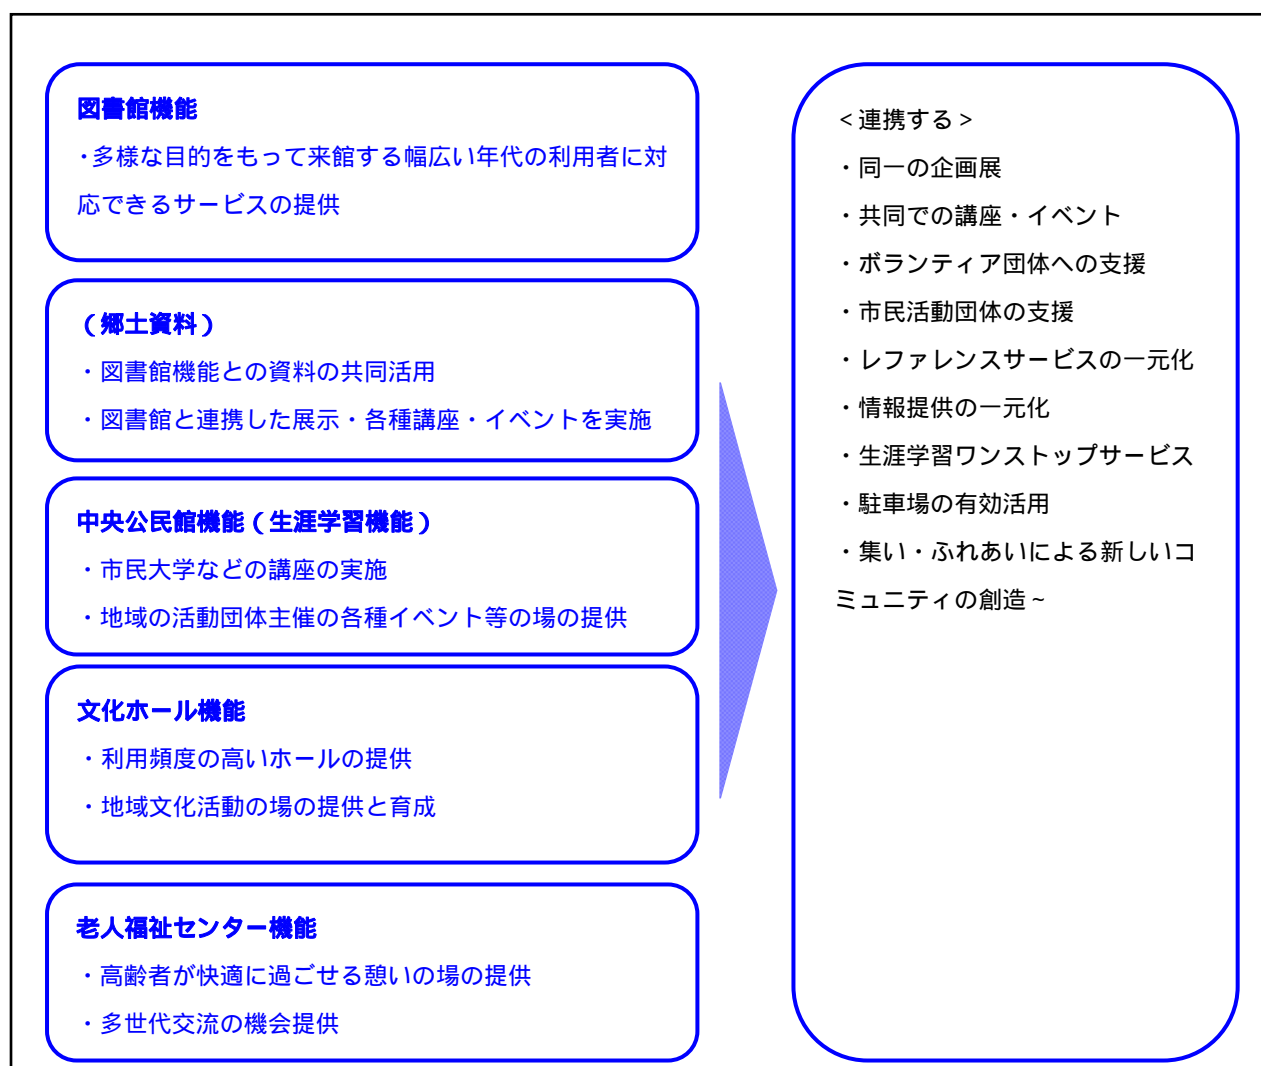 図書館機能
・多様な目的をもって来館する幅広い年代の利用者に対
応できるサービスの提供
（郷土資料）
・図書館機能との資料の共同活用
・図書館と連携した展示・各種講座・イベントを実施
中央公民館機能（生涯学習機能）
・市民大学などの講座の実施
・地域の活動団体主催の各種イベント等の場の提供
文化ホール機能
・利用頻度の高いホールの提供
・地域文化活動の場の提供と育成
老人福祉センター機能
・高齢者が快適に過ごせる憩いの場の提供
・多世代交流の機会提供
＜連携する＞
・同一の企画展
・共同での講座・イベント
・ボランティア団体への支援
・市民活動団体の支援
・レファレンスサービスの一元化
・情報提供の一元化
・生涯学習ワンストップサービス
・駐車場の有効活用
・集い・ふれあいによる新しいコ
ミュニティの創造～